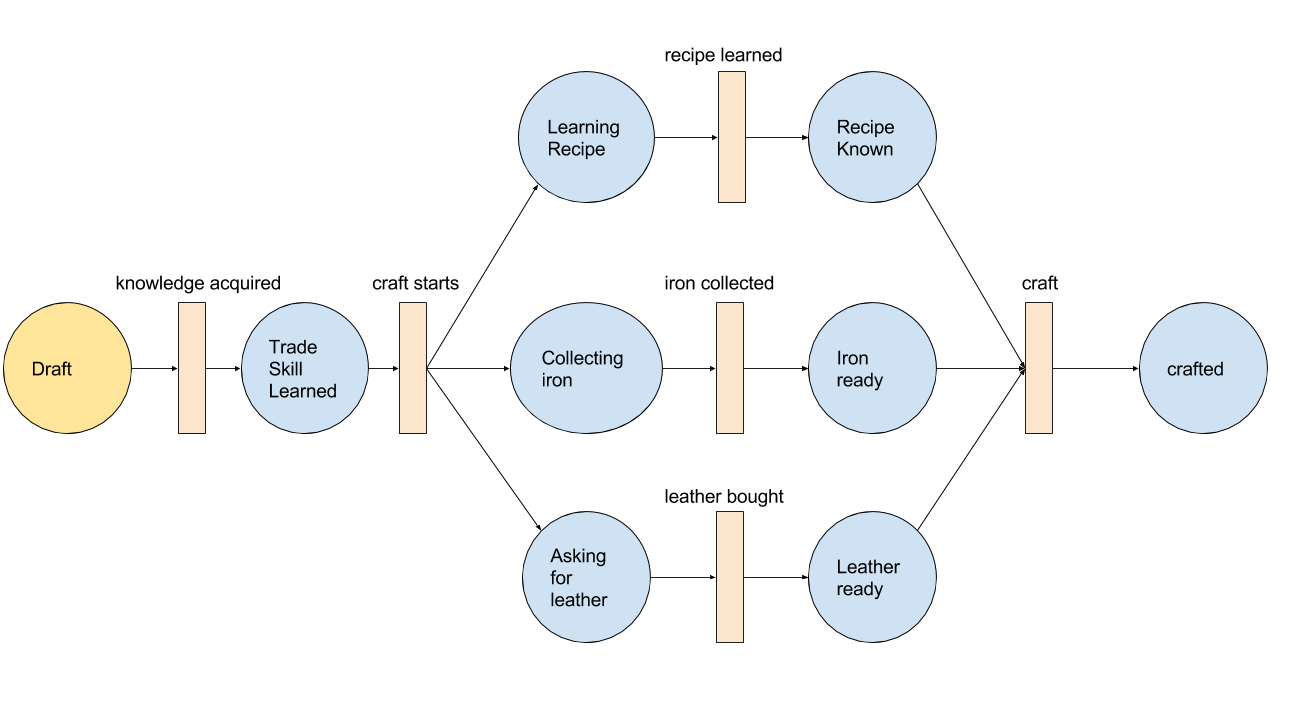 recipe learned
Learning
Recipe
Recipe
Known
knowledge acquired
craft starts
iron collected
craft
Draft
Trade
Skill
Learned
Collecting
iron
Iron
ready
crafted
leather bought
Asking
for
leather
Leather
ready